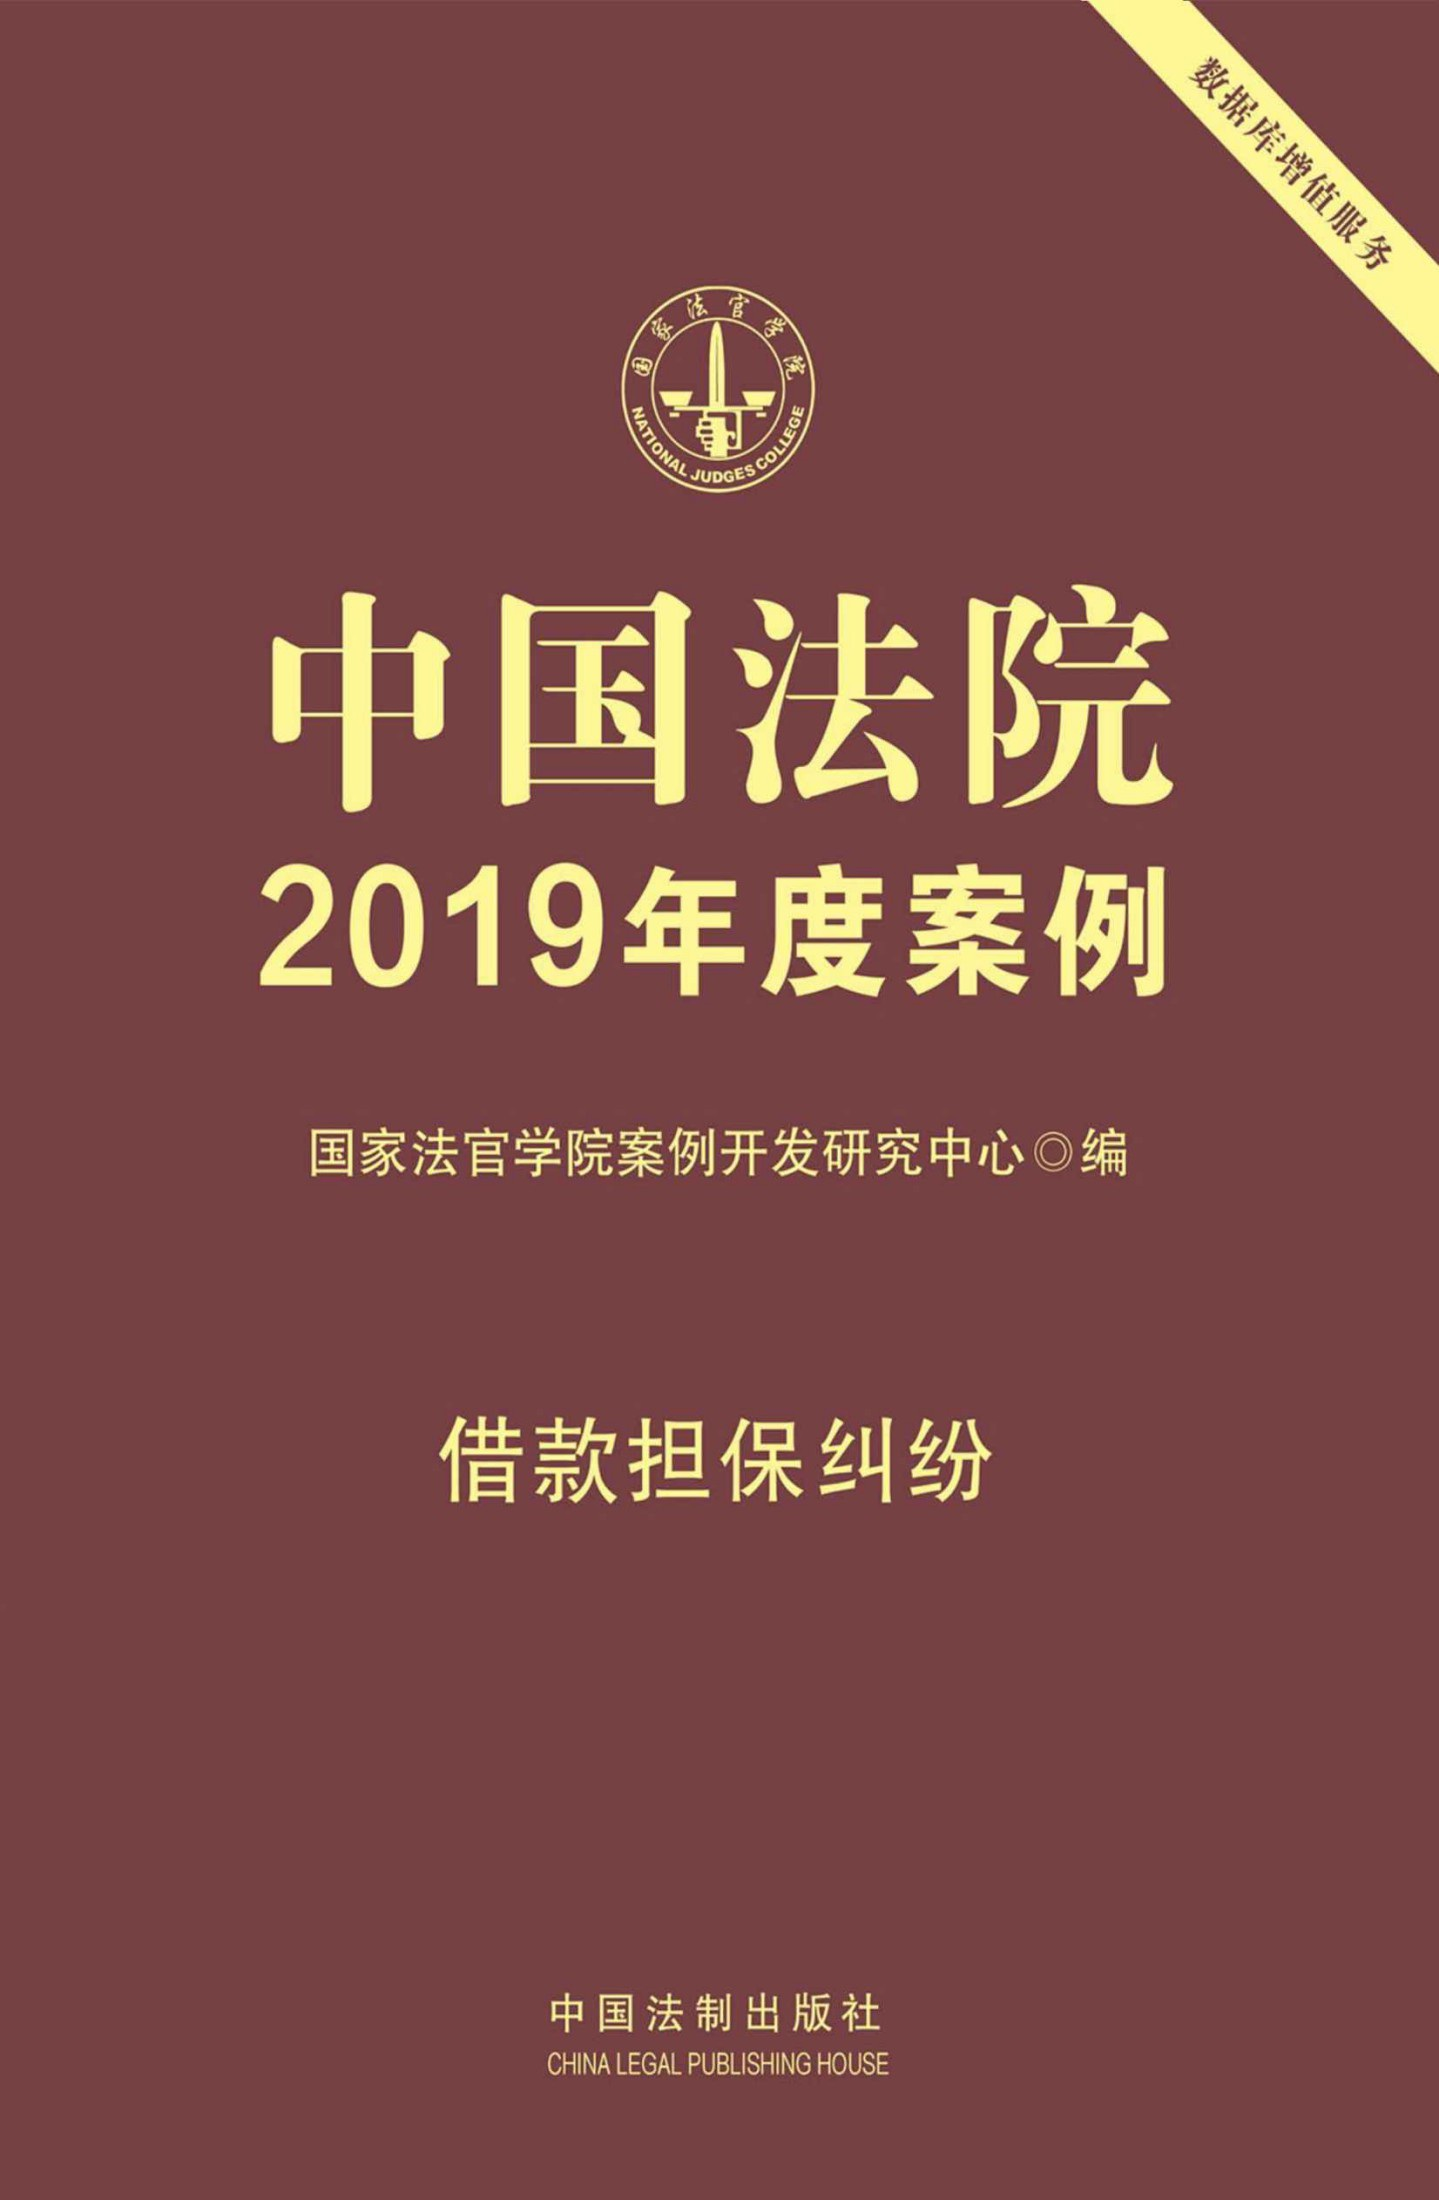 数据库增值服务
国家法官学院
NATIONAL JUDGES COLLEGE
中国法院
2019年度案例
国家法官学院案例开发研究中心◎编
借款担保纠纷
中国法制出版社
CHINA LEGAL PUBLISHING HOUSE